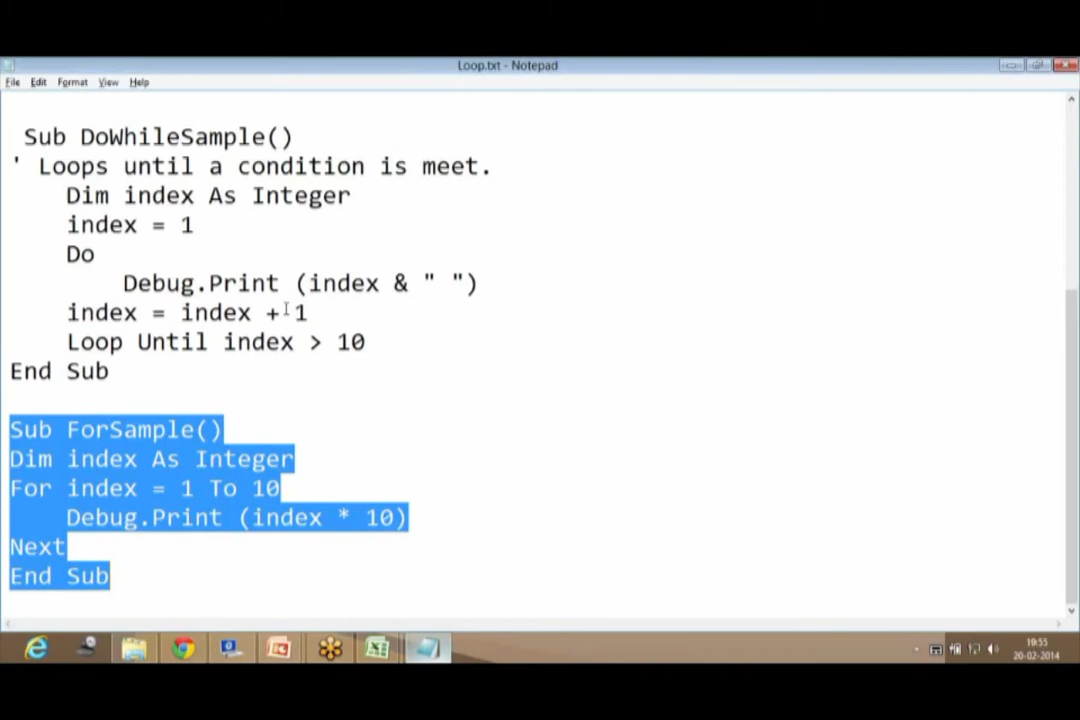 Loop.txt - Notepad
File Edit Format View Help
Sub DoWhileSample()
' Loops until a condition is meet.
Dim index As Integer
index = 1
Do
Debug.Print (index & " ")
index = index + 1
Loop Until index > 10
End Sub
Sub ForSample()
Dim index As Integer
For index = 1 To 10
Debug.Print (index * 10)
Next
End Sub
19:55
20-02-2014